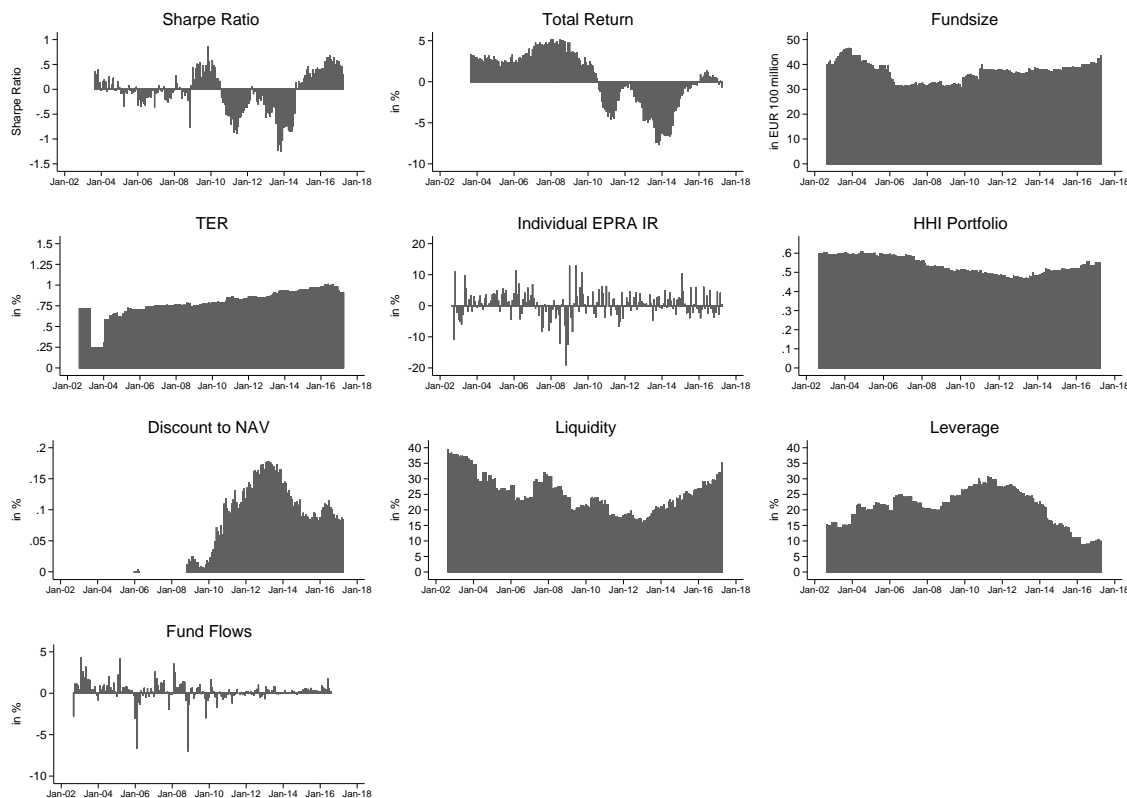 Sharpe Ratio
Sharpe Ratio
1
.5
0
-.5
-1
-1.5
Jan-02 Jan-04 Jan-06 Jan-08 Jan-10 Jan-12 Jan-14 Jan-16 Jan-18
Total Return
in %
5
0
-5
-10
Jan-02 Jan-04 Jan-06 Jan-08 Jan-10 Jan-12 Jan-14 Jan-16 Jan-18
Fundsize
in EUR 100 million
50
40
30
20
10
0
Jan-02 Jan-04 Jan-06 Jan-08 Jan-10 Jan-12 Jan-14 Jan-16 Jan-18
TER
in %
1.5
1.25
1
.75
.5
.25
0
Jan-02 Jan-04 Jan-06 Jan-08 Jan-10 Jan-12 Jan-14 Jan-16 Jan-18
Individual EPRA IR
in %
20
10
0
-10
-20
Jan-02 Jan-04 Jan-06 Jan-08 Jan-10 Jan-12 Jan-14 Jan-16 Jan-18
HHI Portfolio
.6
.5
.4
.3
.2
.1
0
Jan-02 Jan-04 Jan-06 Jan-08 Jan-10 Jan-12 Jan-14 Jan-16 Jan-18
Discount to NAV
in %
.2
.15
.1
.05
0
Jan-02 Jan-04 Jan-06 Jan-08 Jan-10 Jan-12 Jan-14 Jan-16 Jan-18
Liquidity
in %
40
35
30
25
20
15
10
5
0
Jan-02 Jan-04 Jan-06 Jan-08 Jan-10 Jan-12 Jan-14 Jan-16 Jan-18
Leverage
in %
40
35
30
25
20
15
10
5
0
Jan-02 Jan-04 Jan-06 Jan-08 Jan-10 Jan-12 Jan-14 Jan-16 Jan-18
Fund Flows
in %
5
0
-5
-10
Jan-02 Jan-04 Jan-06 Jan-08 Jan-10 Jan-12 Jan-14 Jan-16 Jan-18